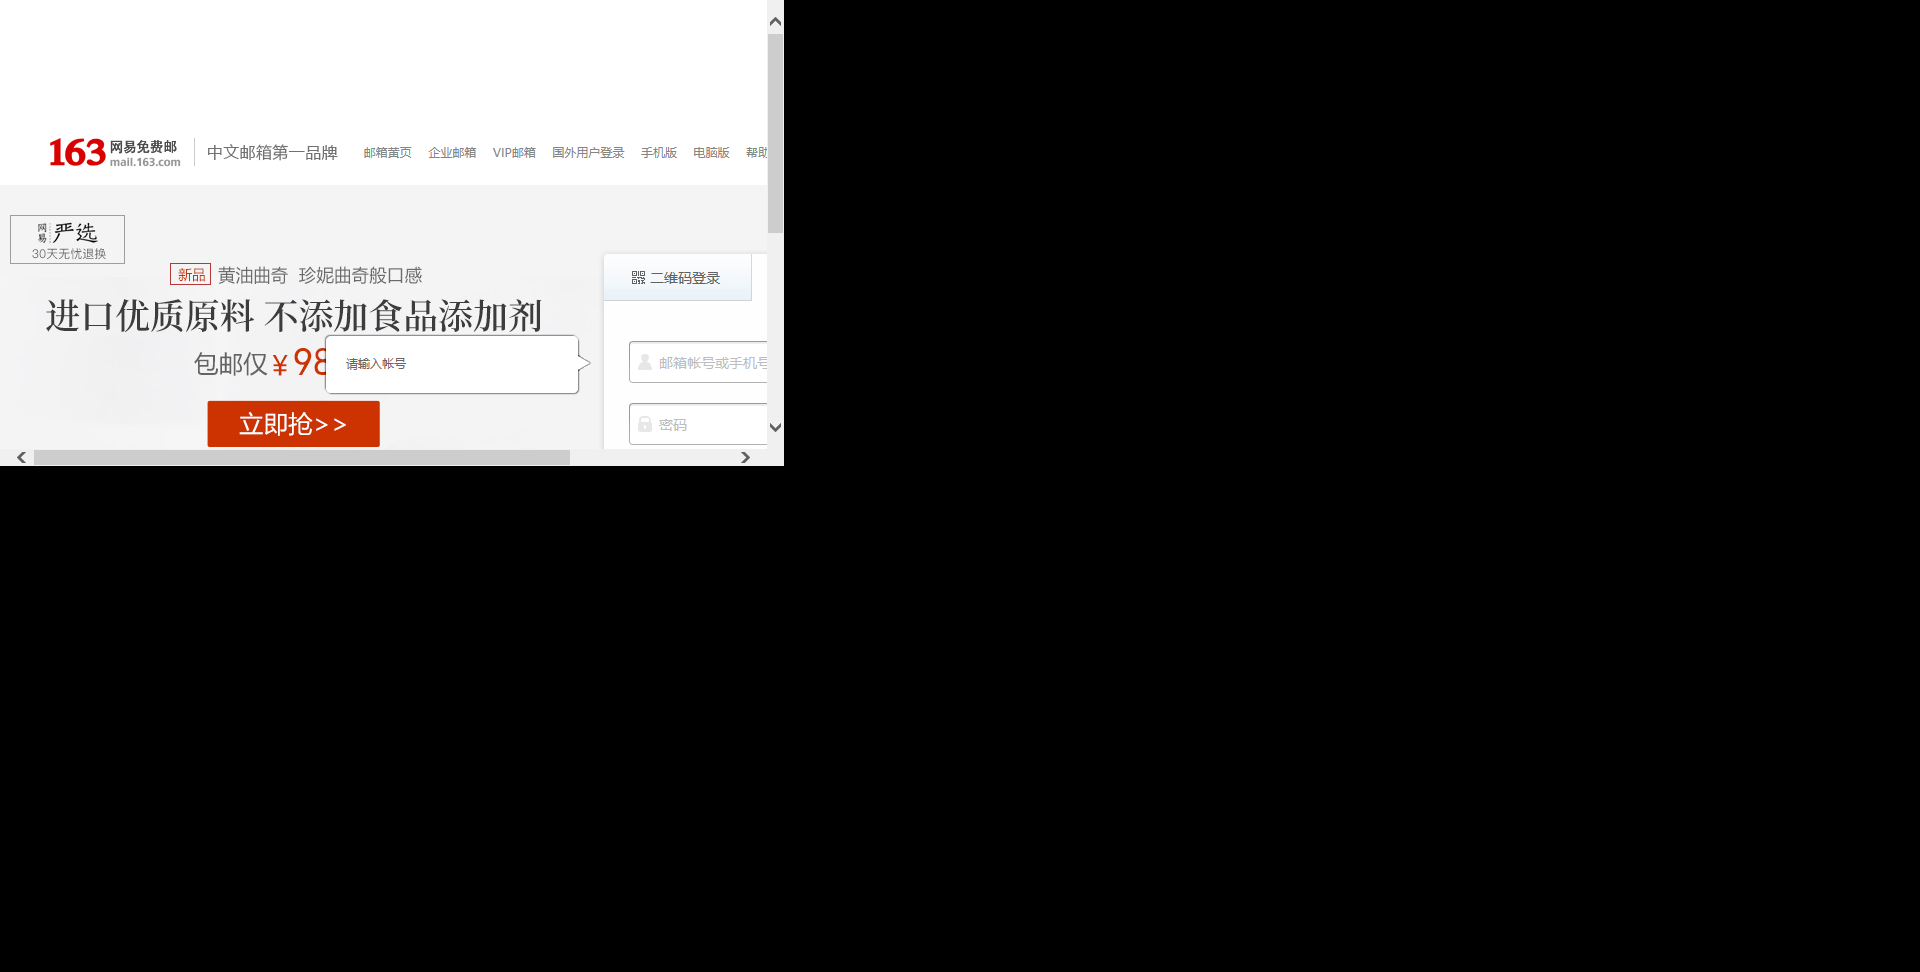 163 网易免费邮 mail.163.com 中文邮箱第一品牌 邮箱黄页 企业邮箱 VIP邮箱 国外用户登录 手机版 电脑版 帮助
网易 严选
30天无忧退换
新品 黄油曲奇 珍妮曲奇般口感
进口优质原料 不添加食品添加剂
包邮仅¥98
立即抢>>
请输入帐号
二维码登录
邮箱帐号或手机号
密码